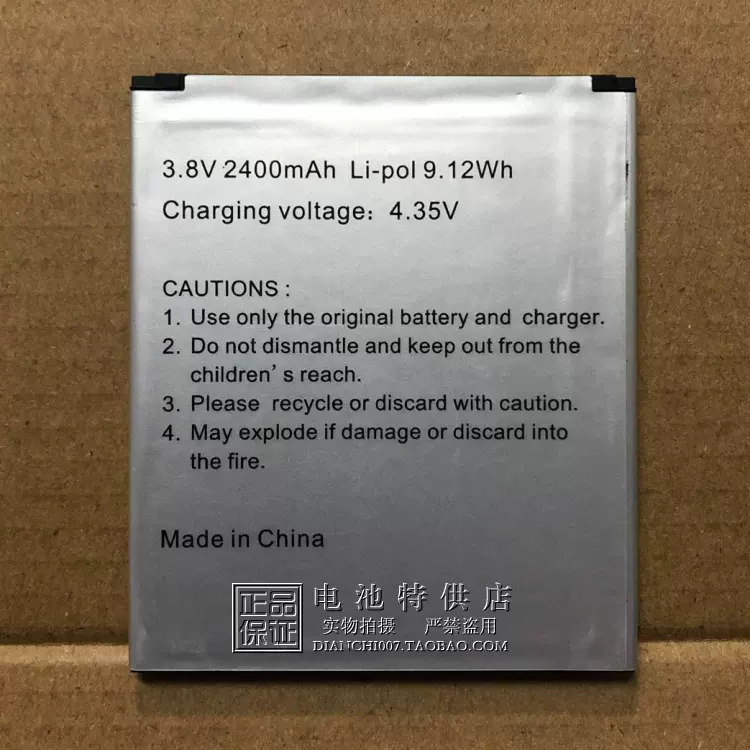 3.8V 2400mAh Li-pol 9.12Wh
Charging voltage： 4.35V
CAUTIONS :
1. Use only the original battery and charger.
2. Do not dismantle and keep out from the
children's reach.
3. Please recycle or discard with caution.
4. May explode if damage or discard into
the fire.
Made in China
正品
保证
电池特供店
实物拍摄 严禁盗用
DIANCHI007.TAOBAO.COM